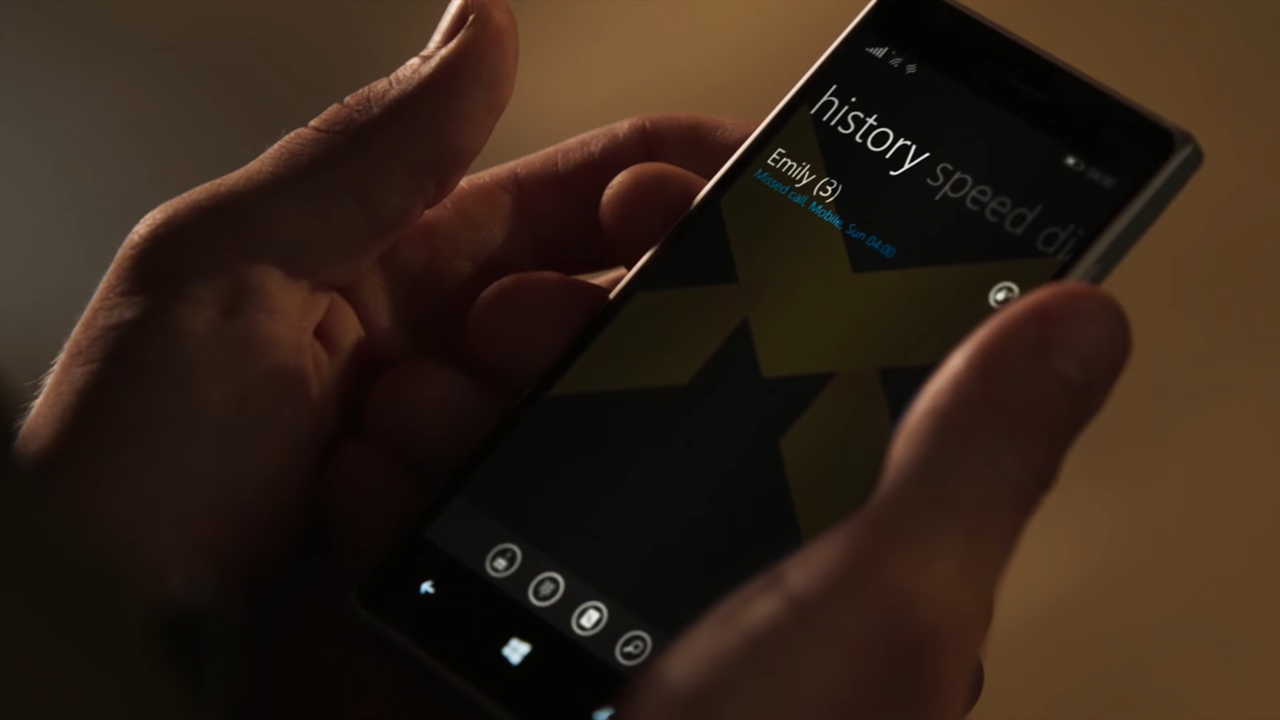 history speed di
Emily (3)
Missed call, Mobile, Sun 04:00